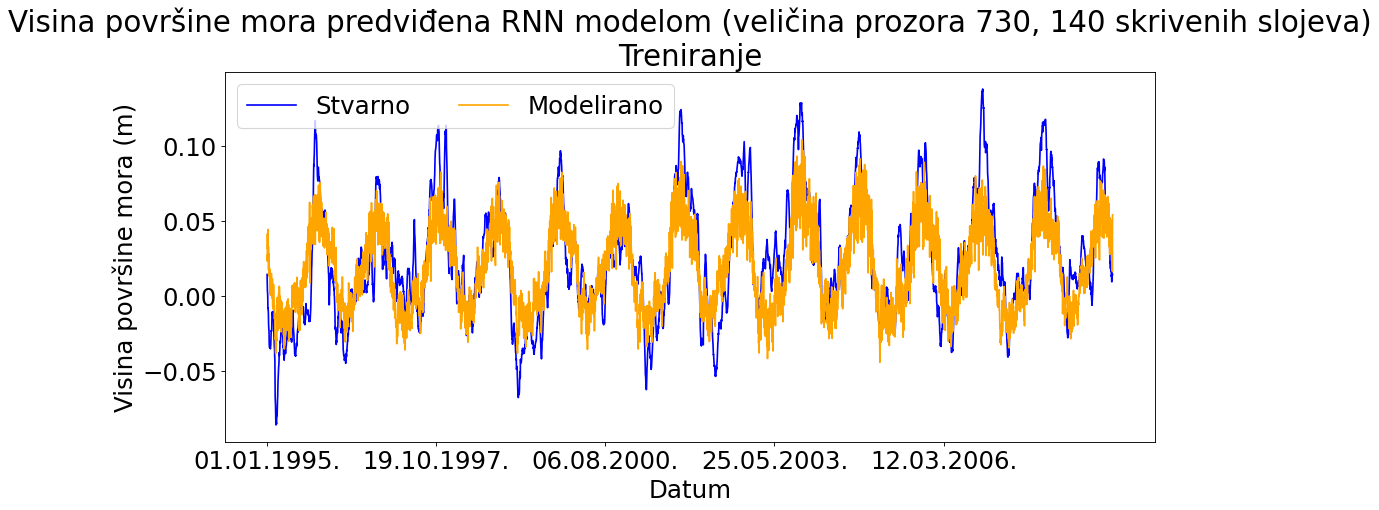 Visina površine mora predviđena RNN modelom (veličina prozora 730, 140 skrivenih slojeva)
Treniranje
Stvarno
Modelirano
Visina površine mora (m)
0.10
0.05
0.00
−0.05
01.01.1995.
19.10.1997.
06.08.2000.
25.05.2003.
12.03.2006.
Datum